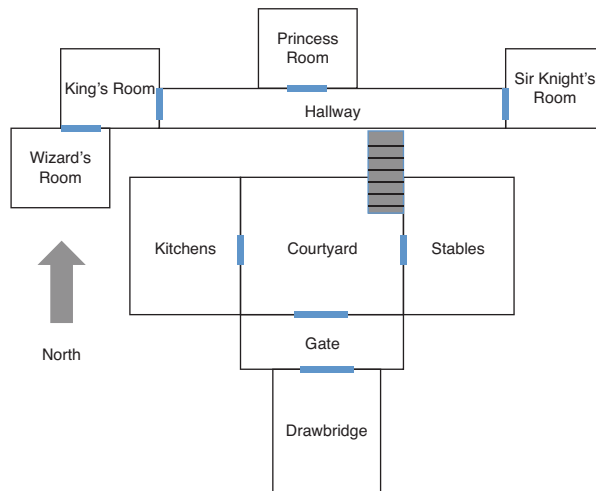 Princess
Room
King's Room
Sir Knight's
Room
Hallway
Wizard's
Room
Kitchens
Courtyard
Stables
Gate
North
Drawbridge